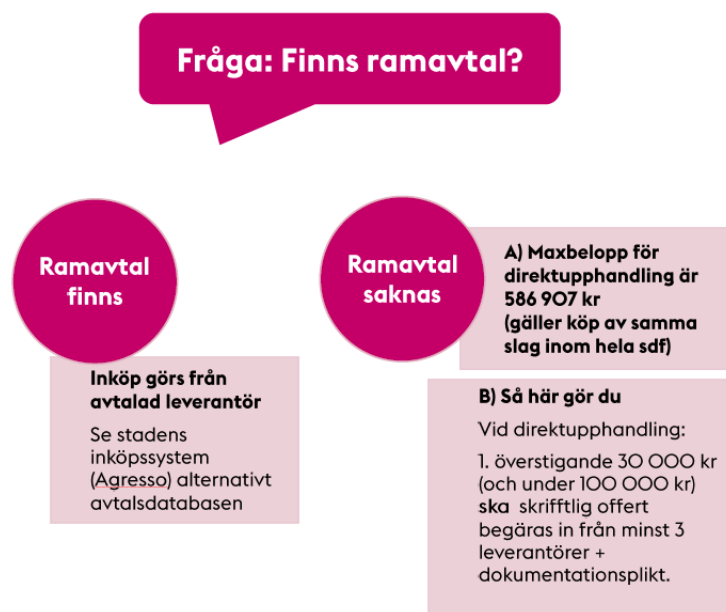 Fråga: Finns ramavtal?
Ramavtal
finns
Inköp görs från
avtalad leverantör
Se stadens
inköpssystem
(Agresso) alternativt
avtalsdatabasen
Ramavtal
saknas
A) Maxbelopp för
direktupphandling är
586 907 kr
(gäller köp av samma
slag inom hela sdf)
B) Så här gör du
Vid direktupphandling:
1. överstigande 30 000 kr
(och under 100 000 kr)
ska skrifftlig offert
begäras in från minst 3
leverantörer +
dokumentationsplikt.